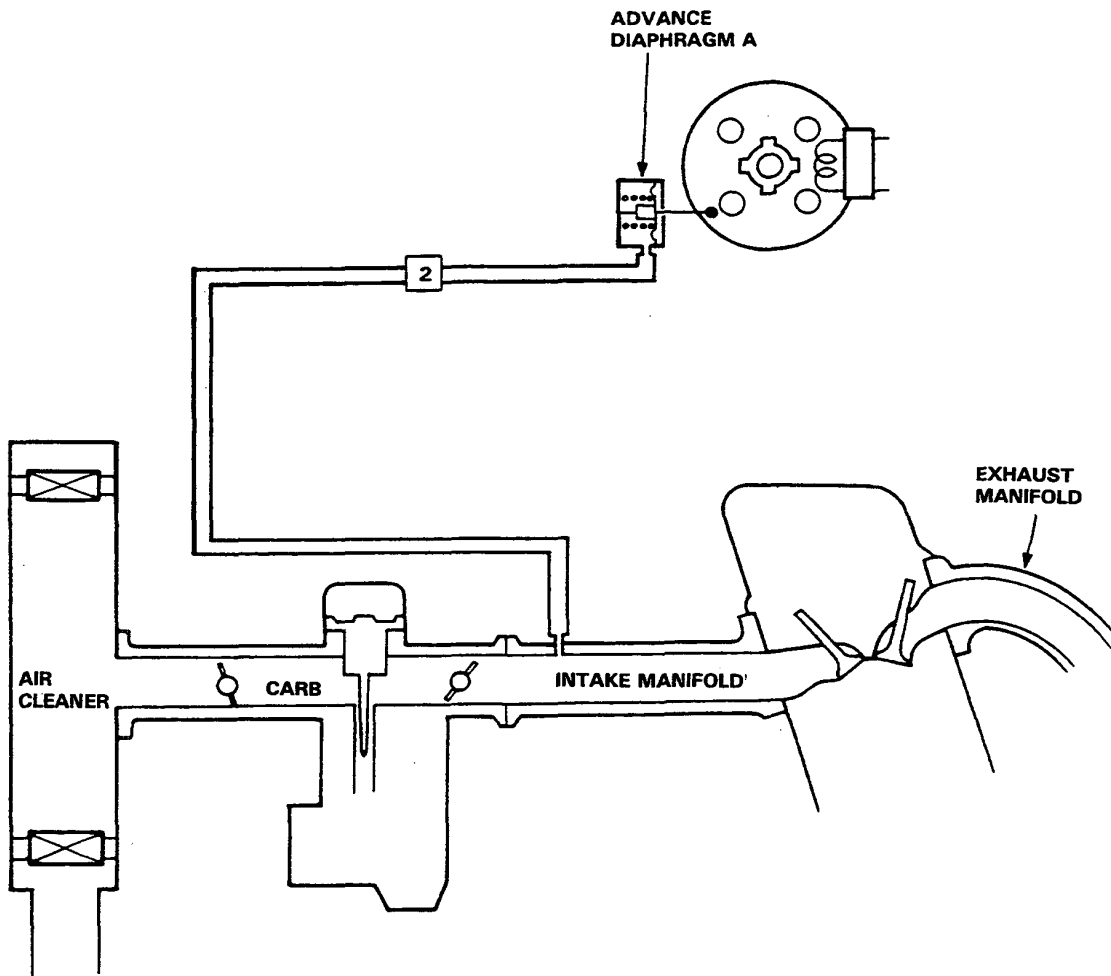 ADVANCE
DIAPHRAGM A
2
EXHAUST
MANIFOLD
AIR
CLEANER
CARB
INTAKE MANIFOLD